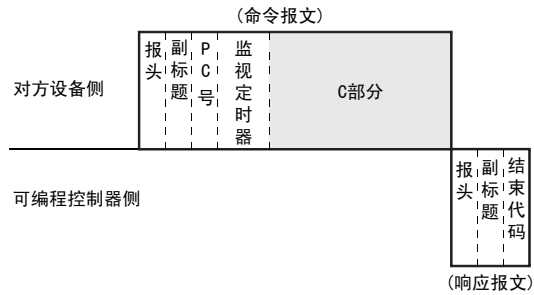 (命令报文)
对方设备侧
报头
副标题
PC号
监视定时器
C部分
可编程控制器侧
报头
副标题
结束代码
(响应报文)